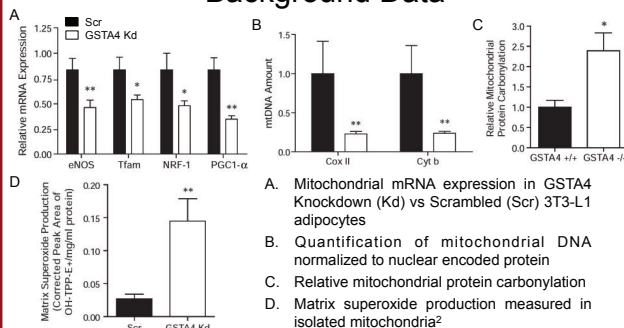 Background Data
A
Scr
GSTA4 Kd
Relative mRNA Expression
1.25
1.00
0.75
0.50
0.25
0.00
**
*
*
**
eNOS Tfam NRF-1 PGC1-α
B
mtDNA Amount
1.5
1.0
0.5
0.0
**
**
Cox II Cyt b
C
Relative Mitochondrial
Protein Carbonylation
3.0
2.5
2.0
1.5
1.0
0.5
0.0
*
GSTA4 +/+ GSTA4 -/-
D
Matrix Superoxide Production
(Corrected Peak Area of
OH-TPP-E+/mg/ml protein)
0.20
0.15
0.10
0.05
0.00
**
Scr GSTA4 Kd
A. Mitochondrial mRNA expression in GSTA4
Knockdown (Kd) vs Scrambled (Scr) 3T3-L1
adipocytes
B. Quantification of mitochondrial DNA
normalized to nuclear encoded protein
C. Relative mitochondrial protein carbonylation
D. Matrix superoxide production measured in
isolated mitochondria²